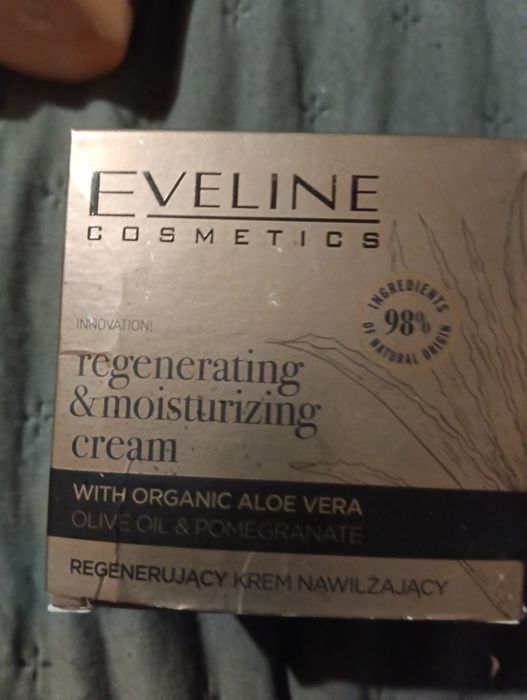 EVELINE
COSMETICS
INGREDIENTS
98%
OF NATURAL ORIGIN
INNOVATION!
regenerating
&moisturizing
cream
WITH ORGANIC ALOE VERA
OLIVE OIL & POMEGRANATE
REGENERUJĄCY KREM NAWILŻAJĄCY